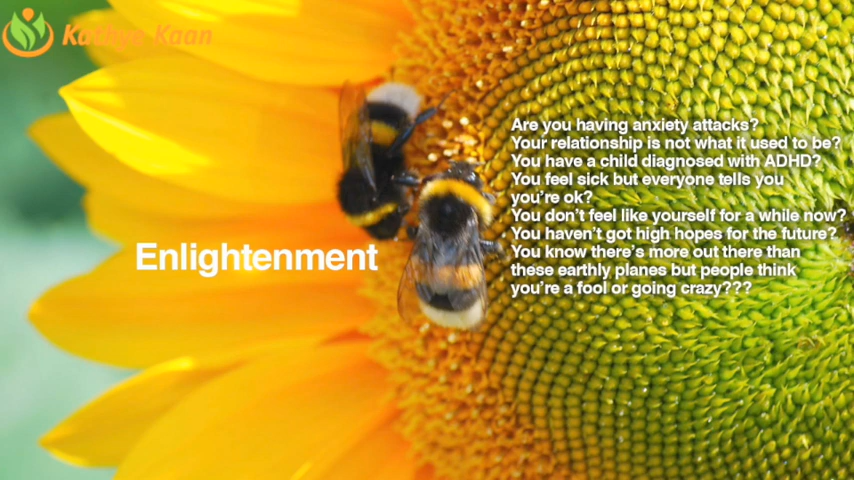 Kathye Kaan
Are you having anxiety attacks?
Your relationship is not what it used to be?
You have a child diagnosed with ADHD?
You feel sick but everyone tells you
you're ok?
You don't feel like yourself for a while now?
You haven't got high hopes for the future?
You know there's more out there than
these earthly planes but people think
you're a fool or going crazy???
Enlightenment